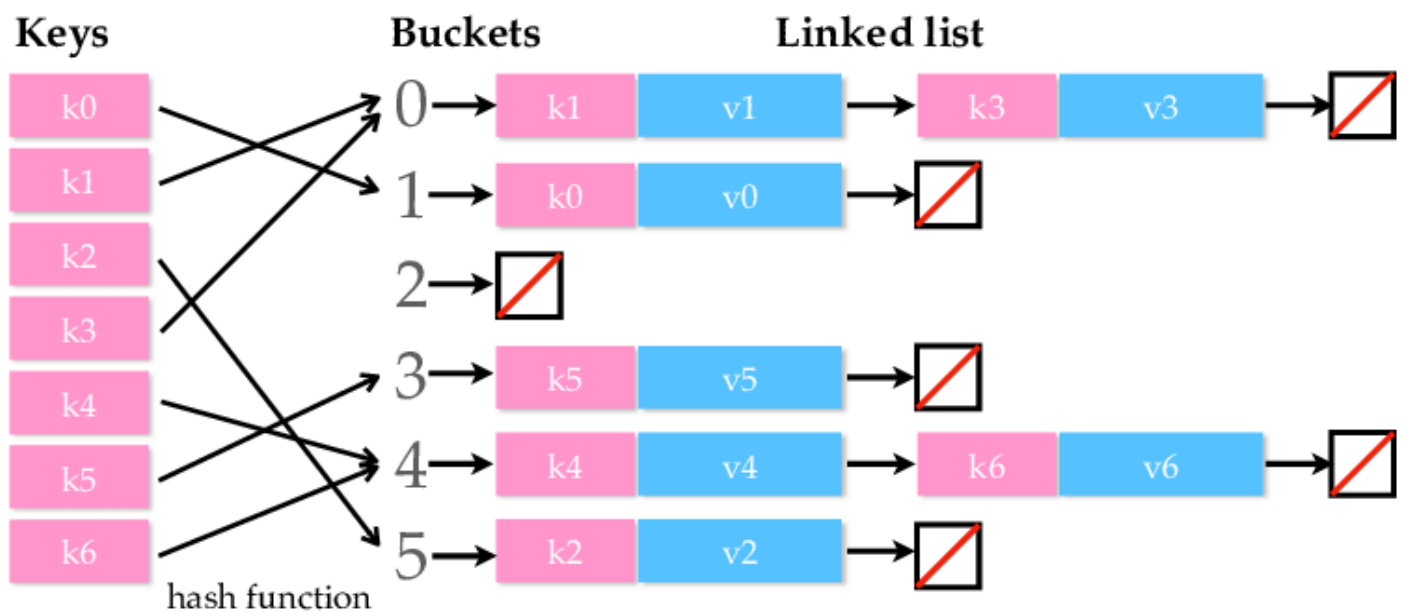 Keys Buckets Linked list
k0 0 k1 v1 k3 v3
k1 1 k0 v0
k2 2
k3
k4 3 k5 v5
k5 4 k4 v4 k6 v6
k6 5 k2 v2
hash function